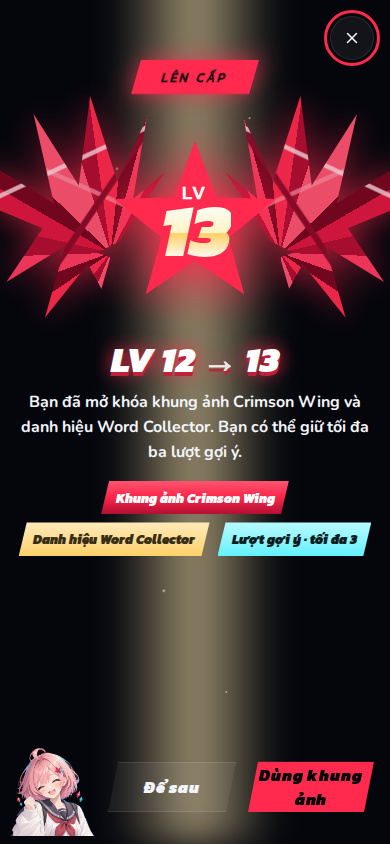 LÊN CẤP
LV
13
LV 12 → 13
Bạn đã mở khóa khung ảnh Crimson Wing và
danh hiệu Word Collector. Bạn có thể giữ tối đa
ba lượt gợi ý.
Khung ảnh Crimson Wing
Danh hiệu Word Collector
Lượt gợi ý · tối đa 3
Để sau
Dùng khung
ảnh